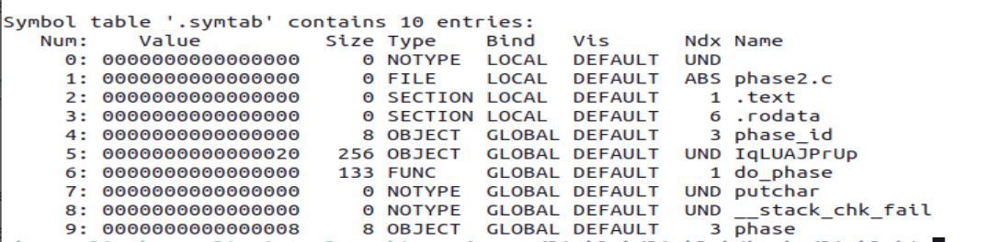 Symbol table '.symtab' contains 10 entries:
   Num:    Value          Size Type    Bind   Vis      Ndx Name
     0: 0000000000000000     0 NOTYPE  LOCAL  DEFAULT  UND
     1: 0000000000000000     0 FILE    LOCAL  DEFAULT  ABS phase2.c
     2: 0000000000000000     0 SECTION LOCAL  DEFAULT    1 .text
     3: 0000000000000000     0 SECTION LOCAL  DEFAULT    6 .rodata
     4: 0000000000000000     8 OBJECT  GLOBAL DEFAULT    3 phase_id
     5: 0000000000000020   256 OBJECT  GLOBAL DEFAULT  UND IqLUAJPrUp
     6: 0000000000000000   133 FUNC    GLOBAL DEFAULT    1 do_phase
     7: 0000000000000000     0 NOTYPE  GLOBAL DEFAULT  UND putchar
     8: 0000000000000000     0 NOTYPE  GLOBAL DEFAULT  UND __stack_chk_fail
     9: 0000000000000008     8 OBJECT  GLOBAL DEFAULT    3 phase